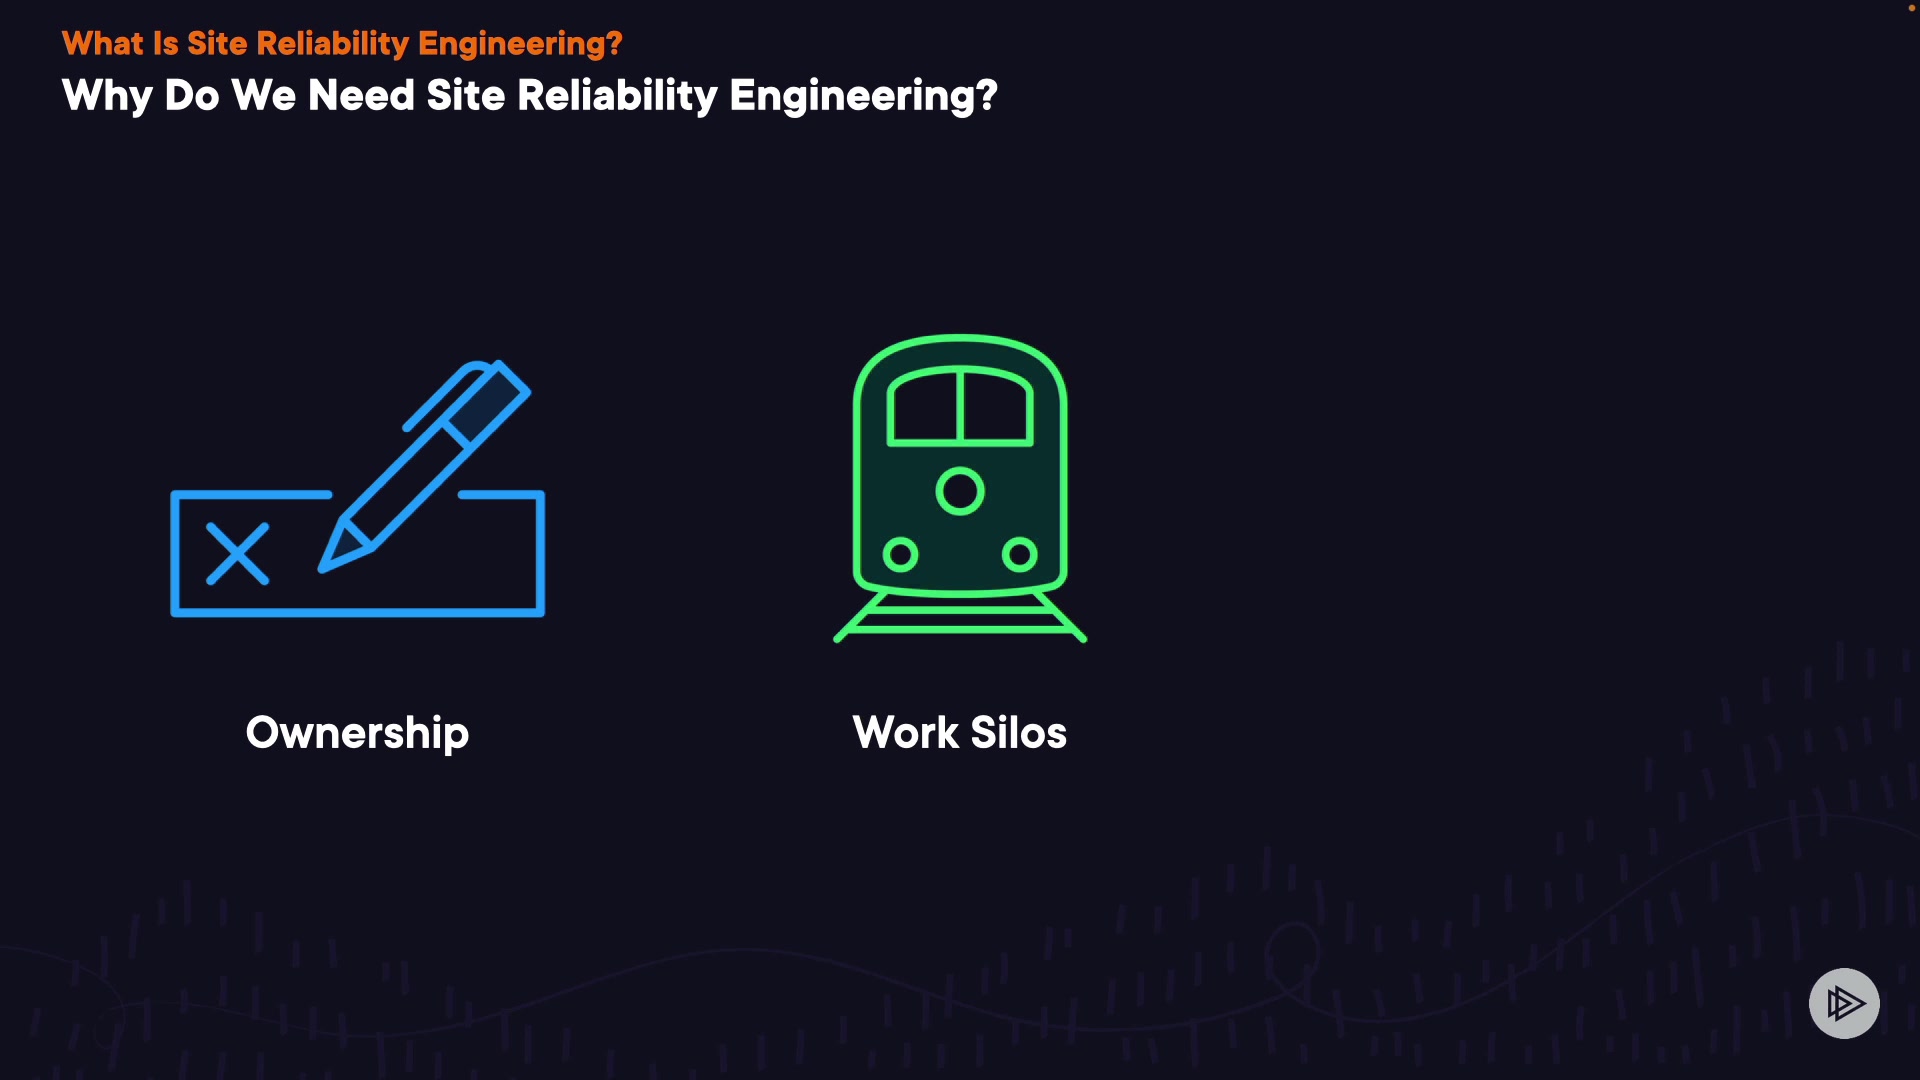 What Is Site Reliability Engineering?
Why Do We Need Site Reliability Engineering?
Ownership
Work Silos